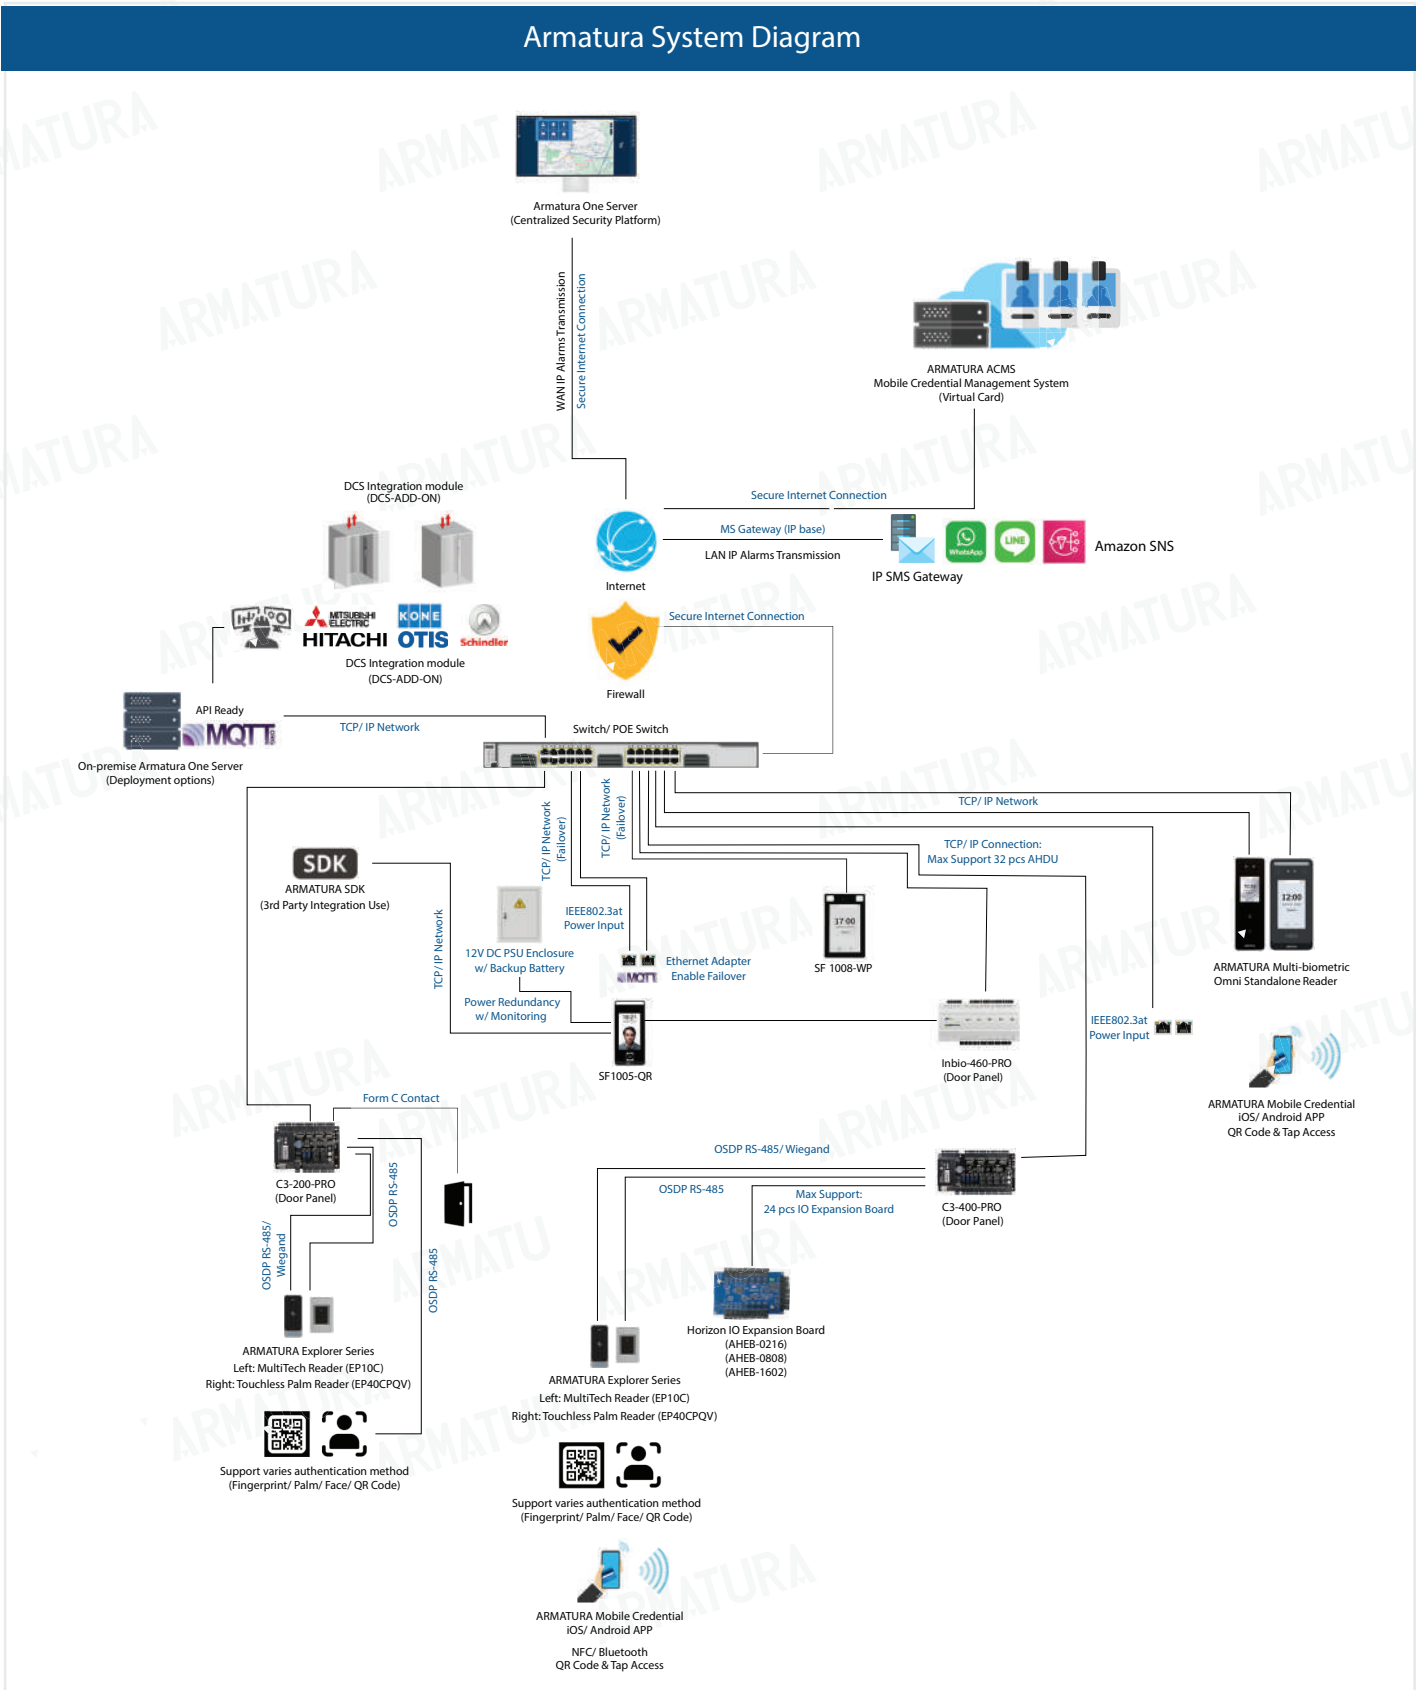 Armatura System Diagram
Armatura One Server
(Centralized Security Platform)
WAN IP Alarms Transmission
Secure Internet Connection
ARMATURA ACMS
Mobile Credential Management System
(Virtual Card)
DCS Integration module
(DCS-ADD-ON)
Secure Internet Connection
MS Gateway (IP base)
LAN IP Alarms Transmission
Internet
WhatsApp
LINE
Amazon SNS
IP SMS Gateway
MITSUBISHI
ELECTRIC
KONE
HITACHI
OTIS
Schindler
DCS Integration module
(DCS-ADD-ON)
Secure Internet Connection
Firewall
API Ready
MQTT
TCP/ IP Network
On-premise Armatura One Server
(Deployment options)
Switch/ POE Switch
TCP/ IP Network
(Failover)
TCP/ IP Network
(Failover)
TCP/ IP Network
TCP/ IP Connection:
Max Support 32 pcs AHDU
SDK
ARMATURA SDK
(3rd Party Integration Use)
TCP/ IP Network
12V DC PSU Enclosure
w/ Backup Battery
IEEE802.3at
Power Input
Ethernet Adapter
Enable Failover
MQTT
Power Redundancy
w/ Monitoring
SF1005-QR
17:00
SF 1008-WP
12:00
ARMATURA Multi-biometric
Omni Standalone Reader
Inbio-460-PRO
(Door Panel)
IEEE802.3at
Power Input
ARMATURA Mobile Credential
iOS/ Android APP
QR Code & Tap Access
Form C Contact
C3-200-PRO
(Door Panel)
OSDP RS-485
OSDP RS-485/
Wiegand
OSDP RS-485
ARMATURA Explorer Series
Left: MultiTech Reader (EP10C)
Right: Touchless Palm Reader (EP40CPQV)
Support varies authentication method
(Fingerprint/ Palm/ Face/ QR Code)
OSDP RS-485/ Wiegand
OSDP RS-485
Max Support:
24 pcs IO Expansion Board
C3-400-PRO
(Door Panel)
Horizon IO Expansion Board
(AHEB-0216)
(AHEB-0808)
(AHEB-1602)
ARMATURA Explorer Series
Left: MultiTech Reader (EP10C)
Right: Touchless Palm Reader (EP40CPQV)
Support varies authentication method
(Fingerprint/ Palm/ Face/ QR Code)
ARMATURA Mobile Credential
iOS/ Android APP
NFC/ Bluetooth
QR Code & Tap Access